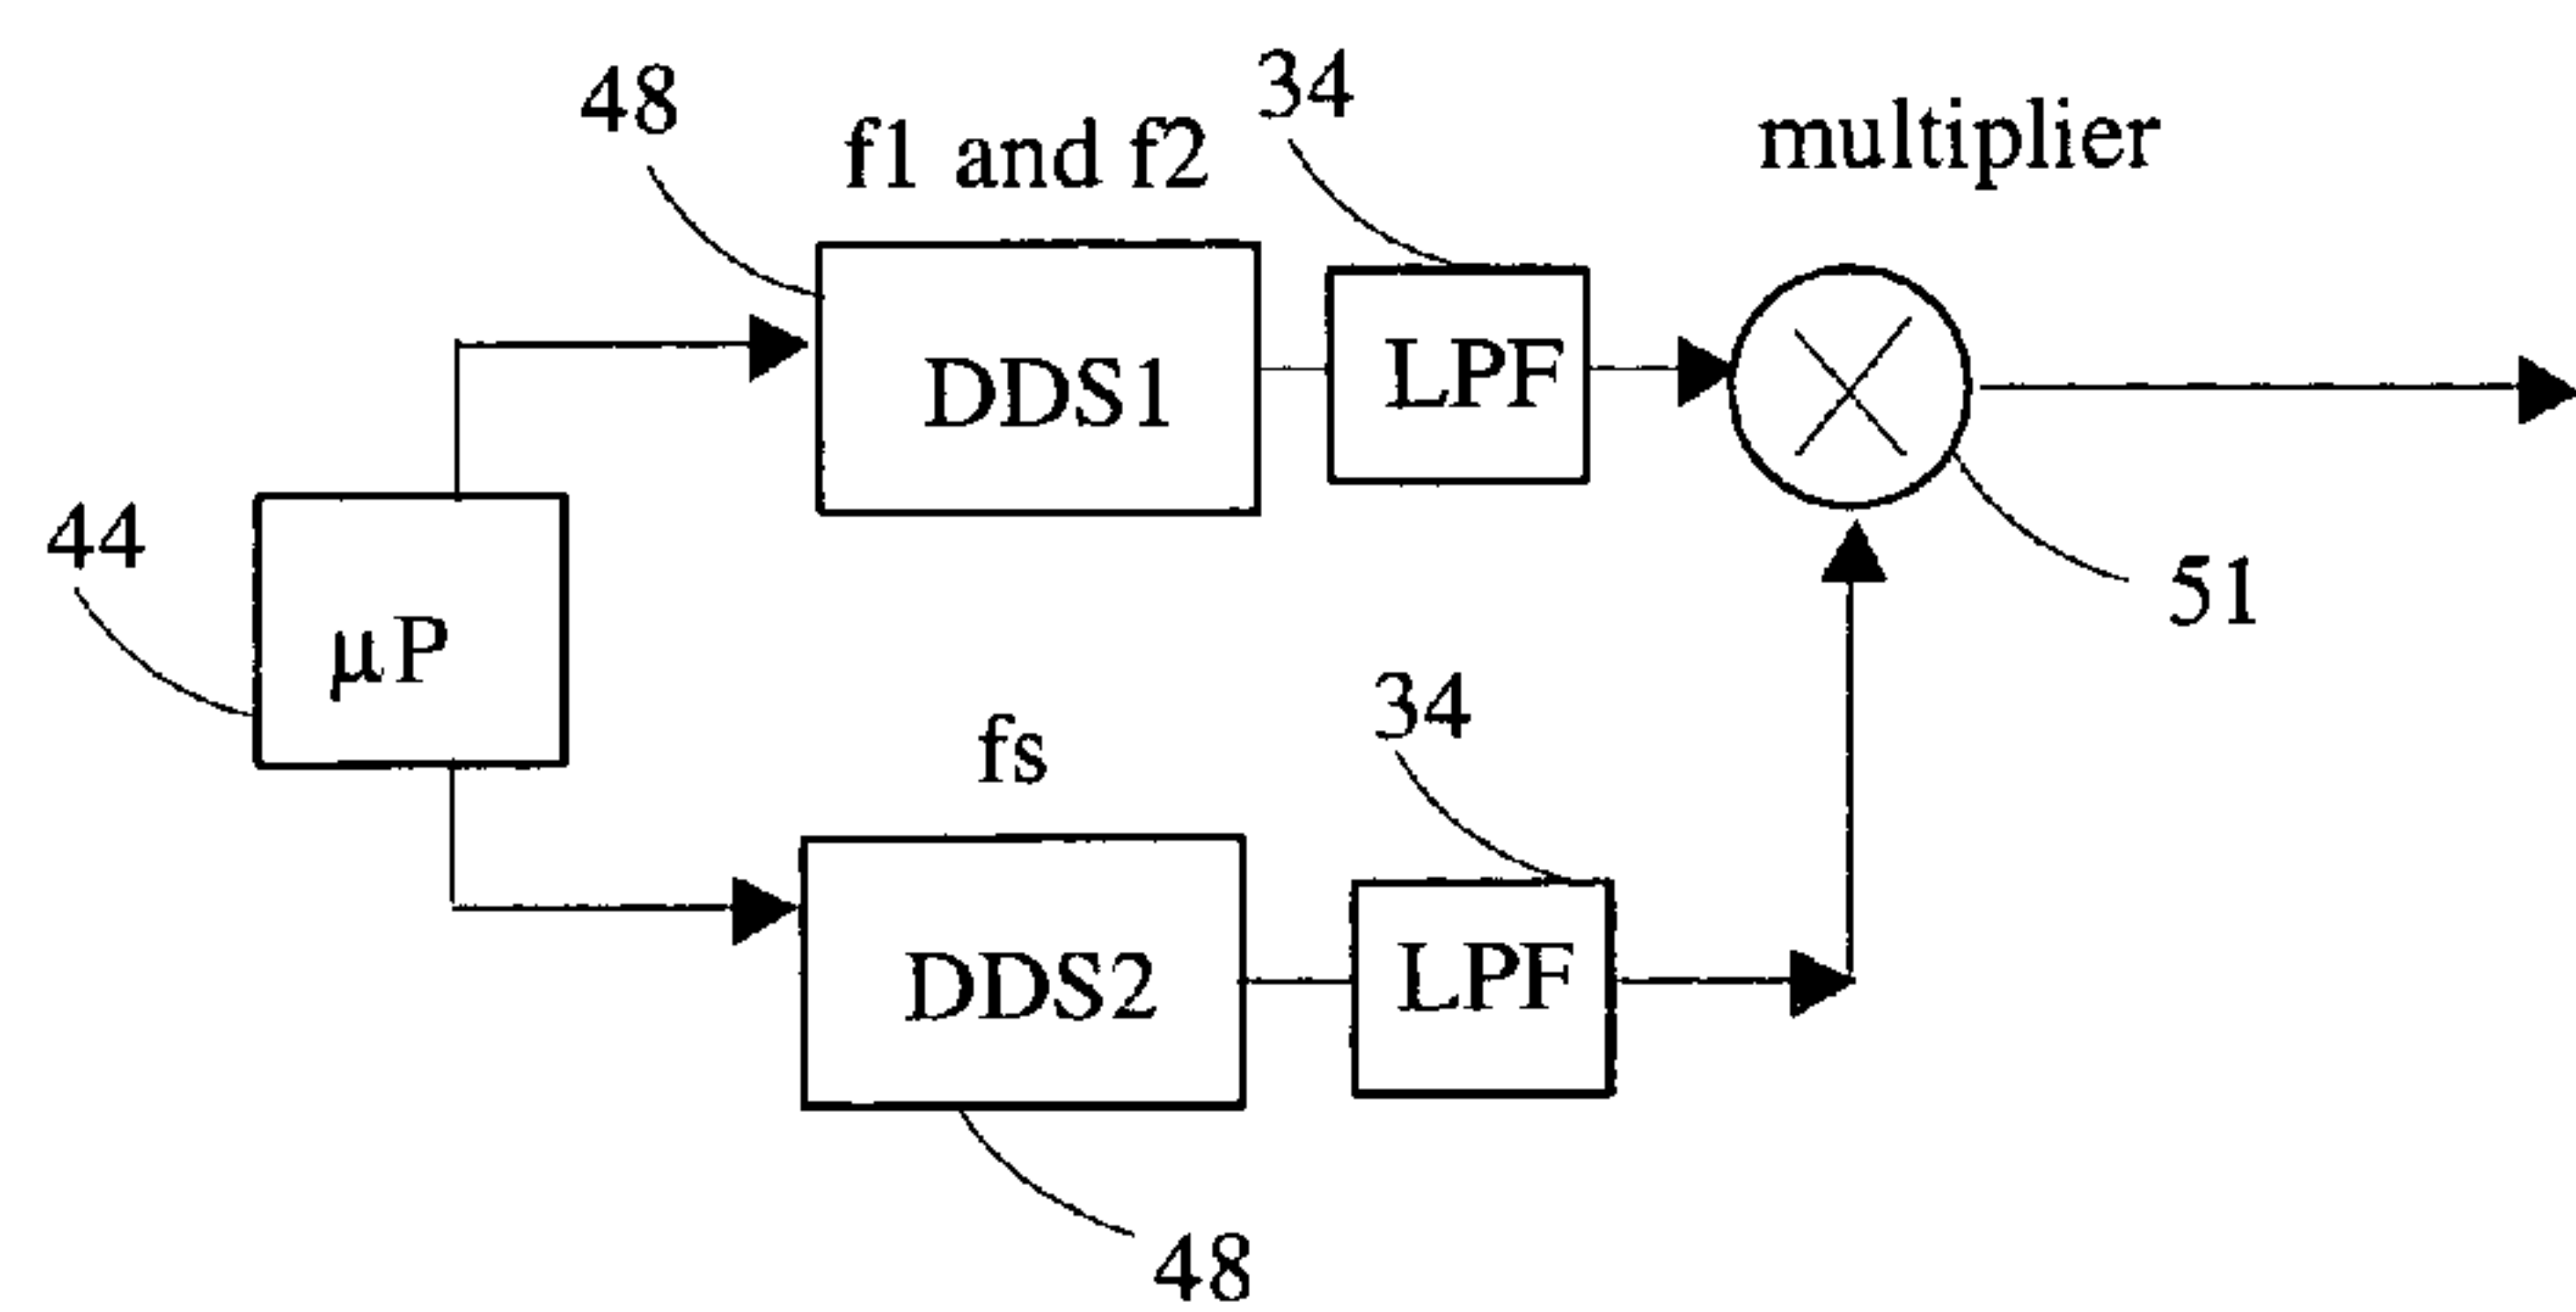 48
34
f1 and f2
multiplier
DDS1
LPF
44
51
μP
34
fs
DDS2
LPF
48